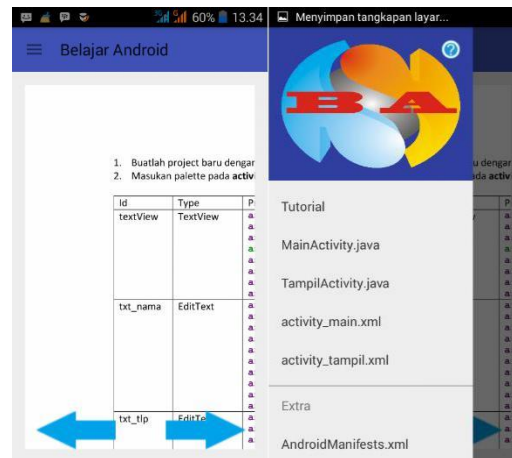 60% 13.34
Belajar Android
1. Buatlah project baru dengan
2. Masukan palette pada activ
Id Type P
textView TextView
txt_nama EditText
txt_tlp EditTe
Menyimpan tangkapan layar...
BA
Tutorial
MainActivity.java
TampilActivity.java
activity_main.xml
activity_tampil.xml
Extra
AndroidManifests.xml
u dengar
ada activ
P